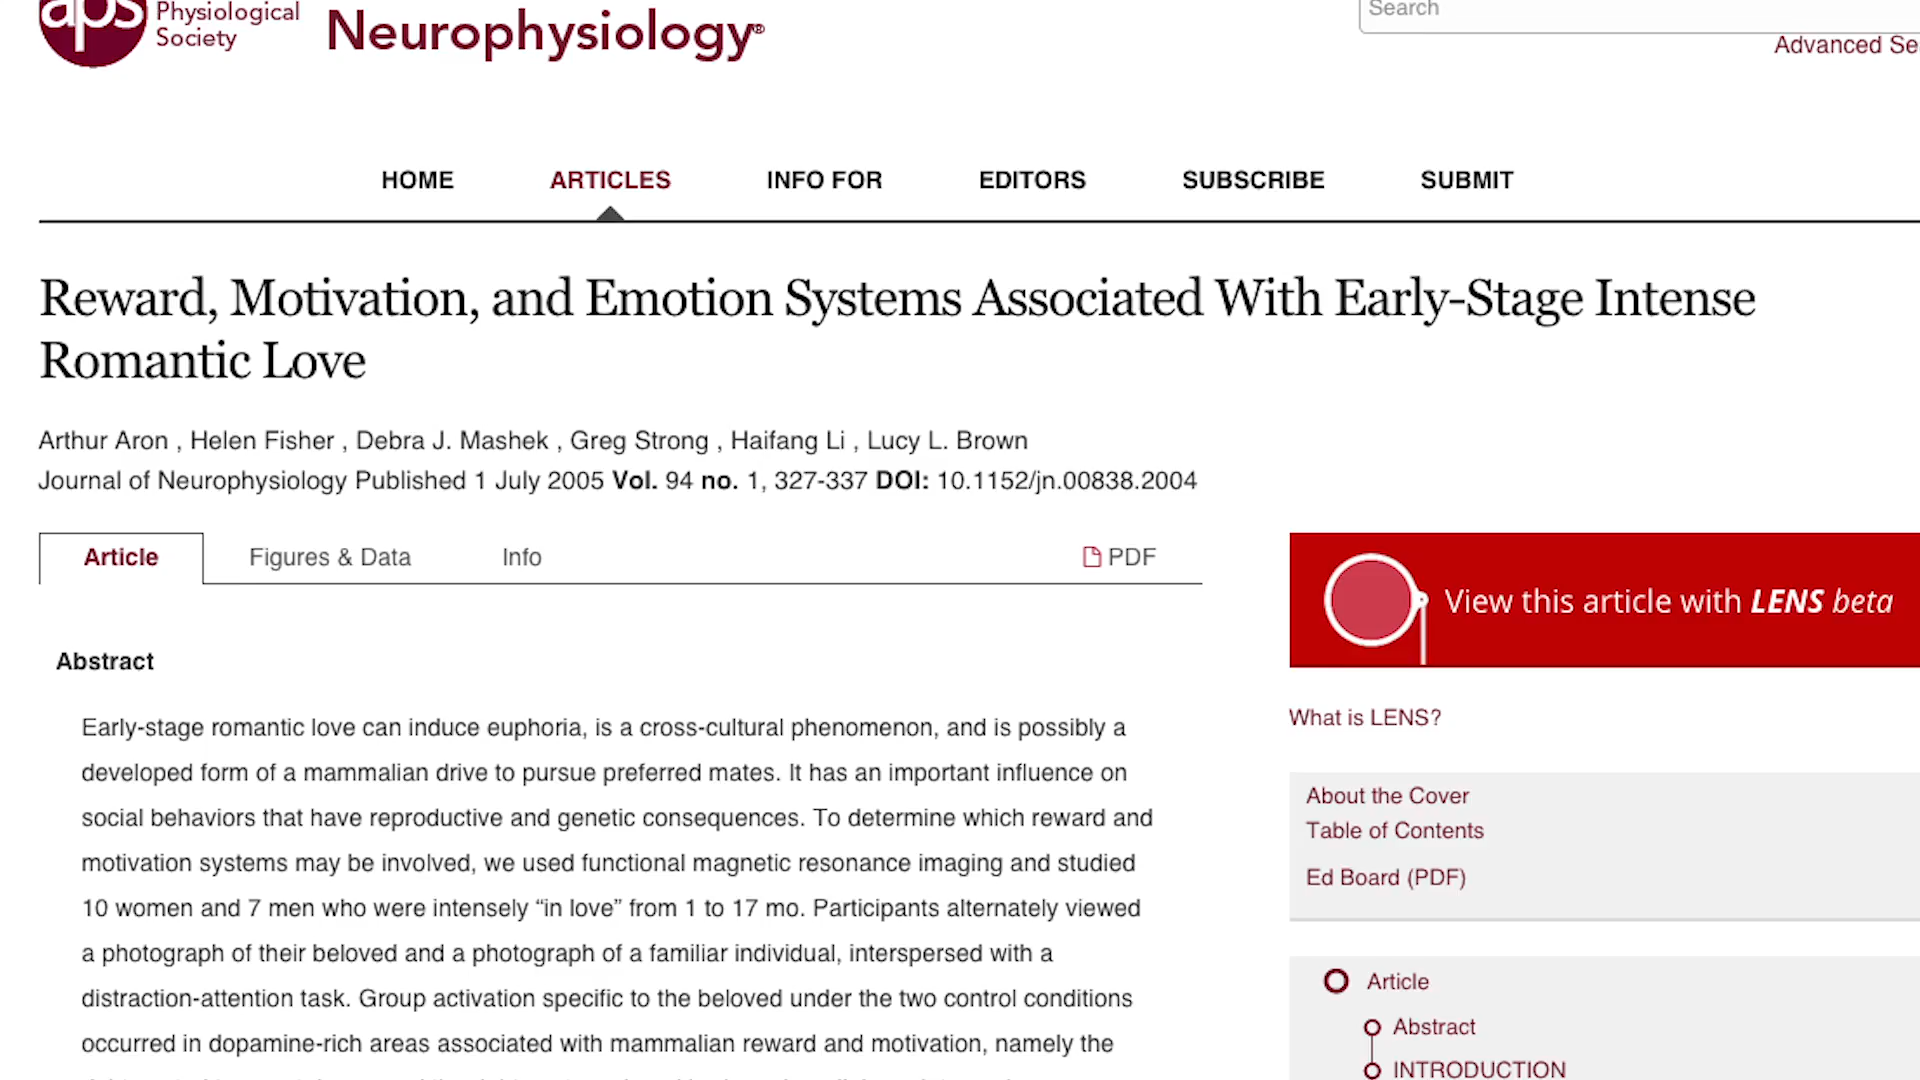 aps Physiological Society
Neurophysiology®
Search
Advanced Se
HOME ARTICLES INFO FOR EDITORS SUBSCRIBE SUBMIT
Reward, Motivation, and Emotion Systems Associated With Early-Stage Intense
Romantic Love
Arthur Aron , Helen Fisher , Debra J. Mashek , Greg Strong , Haifang Li , Lucy L. Brown
Journal of Neurophysiology Published 1 July 2005 Vol. 94 no. 1, 327-337 DOI: 10.1152/jn.00838.2004
Article Figures & Data Info PDF
Abstract
Early-stage romantic love can induce euphoria, is a cross-cultural phenomenon, and is possibly a
developed form of a mammalian drive to pursue preferred mates. It has an important influence on
social behaviors that have reproductive and genetic consequences. To determine which reward and
motivation systems may be involved, we used functional magnetic resonance imaging and studied
10 women and 7 men who were intensely “in love” from 1 to 17 mo. Participants alternately viewed
a photograph of their beloved and a photograph of a familiar individual, interspersed with a
distraction-attention task. Group activation specific to the beloved under the two control conditions
occurred in dopamine-rich areas associated with mammalian reward and motivation, namely the
View this article with LENS beta
What is LENS?
About the Cover
Table of Contents
Ed Board (PDF)
Article
Abstract
INTRODUCTION